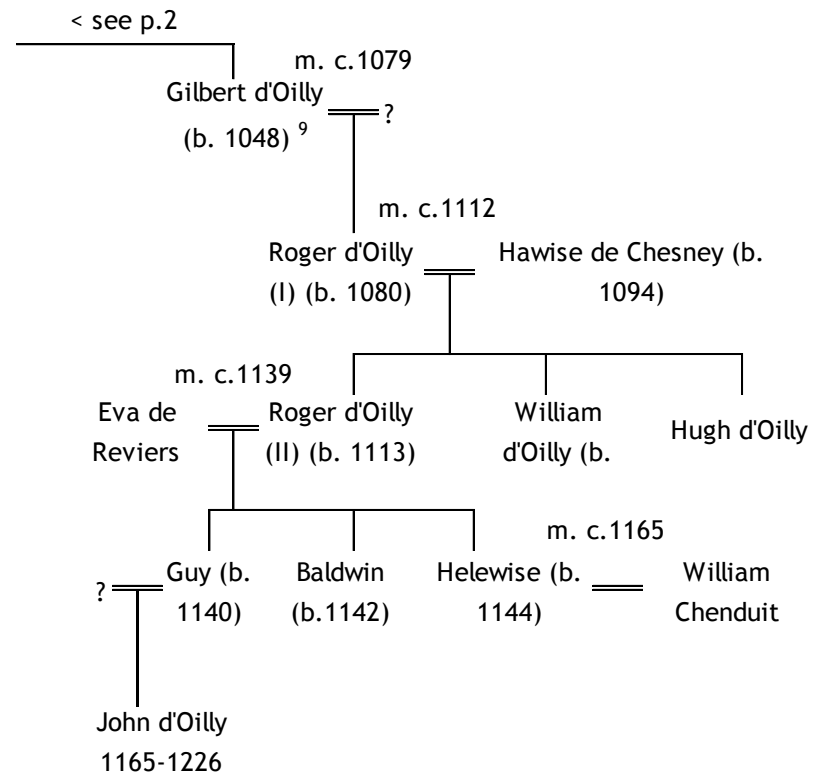 < see p.2
m. c.1079
Gilbert d'Oilly
(b. 1048) 9
?
m. c.1112
Roger d'Oilly
(I) (b. 1080)
Hawise de Chesney (b.
1094)
m. c.1139
Eva de
Reviers
Roger d'Oilly
(II) (b. 1113)
William
d'Oilly (b.
Hugh d'Oilly
m. c.1165
?
Guy (b.
1140)
Baldwin
(b.1142)
Helewise (b.
1144)
William
Chenduit
John d'Oilly
1165-1226